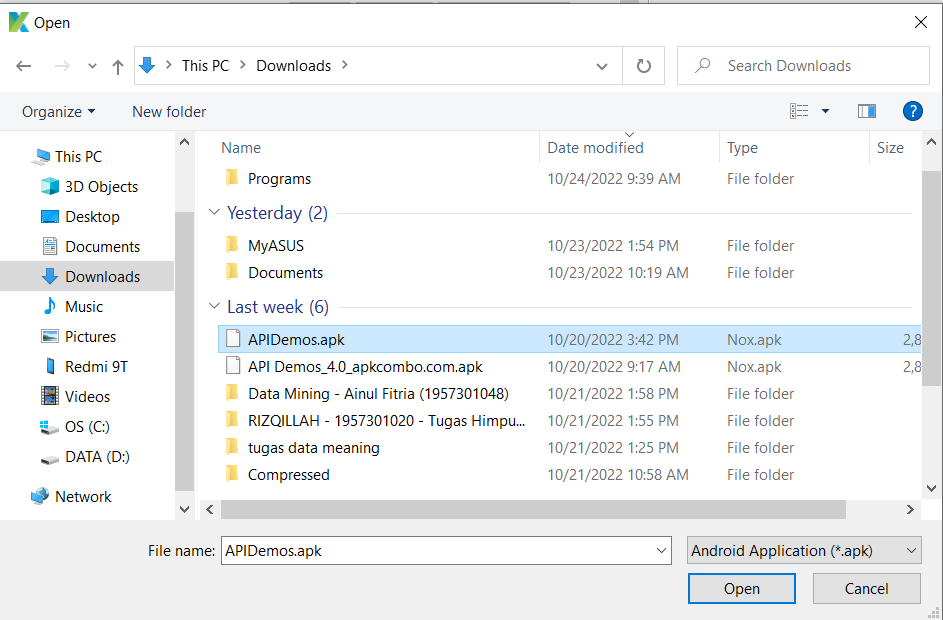 Open
This PC Downloads Search Downloads
Organize New folder ?
This PC
3D Objects
Desktop
Documents
Downloads
Music
Pictures
Redmi 9T
Videos
OS (C:)
DATA (D:)
Network
Name Date modified Type Size
Programs 10/24/2022 9:39 AM File folder
Yesterday (2)
MyASUS 10/23/2022 1:54 PM File folder
Documents 10/23/2022 10:19 AM File folder
Last week (6)
APIDemos.apk 10/20/2022 3:42 PM Nox.apk 2,8
API Demos_4.0_apkcombo.com.apk 10/20/2022 9:17 AM Nox.apk 2,8
Data Mining - Ainul Fitria (1957301048) 10/21/2022 1:58 PM File folder
RIZQILLAH - 1957301020 - Tugas Himpu... 10/21/2022 1:55 PM File folder
tugas data meaning 10/21/2022 1:25 PM File folder
Compressed 10/21/2022 10:58 AM File folder
File name: APIDemos.apk Android Application (*.apk)
Open Cancel